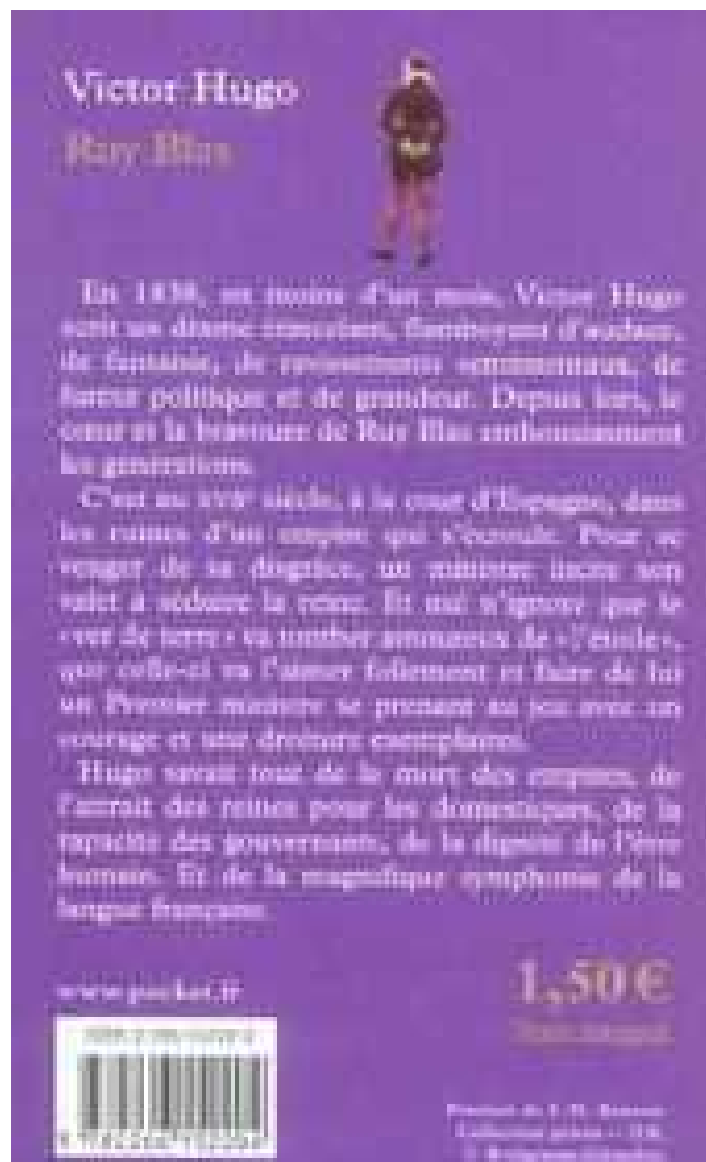 Victor Hugo
Ruy Blas
En 1838, en moins d'un mois, Victor Hugo
écrit un drame flamboyant d'audace,
de fantaisie, de ravissements sentimentaux, de
fureur politique et de grandeur. Depuis lors, le
cœur et la bravoure de Ruy Blas enthousiasment
les générations.
C'est au XVIIe siècle, à la cour d'Espagne, dans
les ruines d'un empire qui s'écroule. Pour se
venger de sa disgrâce, un ministre incite son
valet à séduire la reine. Et nul n'ignore que le
« ver de terre » va tomber amoureux de « l'étoile »,
que celle-ci va l'aimer follement et faire de lui
un Premier ministre se prenant au jeu avec un
courage et une droiture exemplaires.
Hugo savait tout de la mort des empires, de
l'attrait des reines pour les domestiques, de la
rapacité des gouvernants, de la dignité de l'être
humain. Et de la magnifique symphonie de la
langue française.
www.pocket.fr
1,50 €
Texte intégral